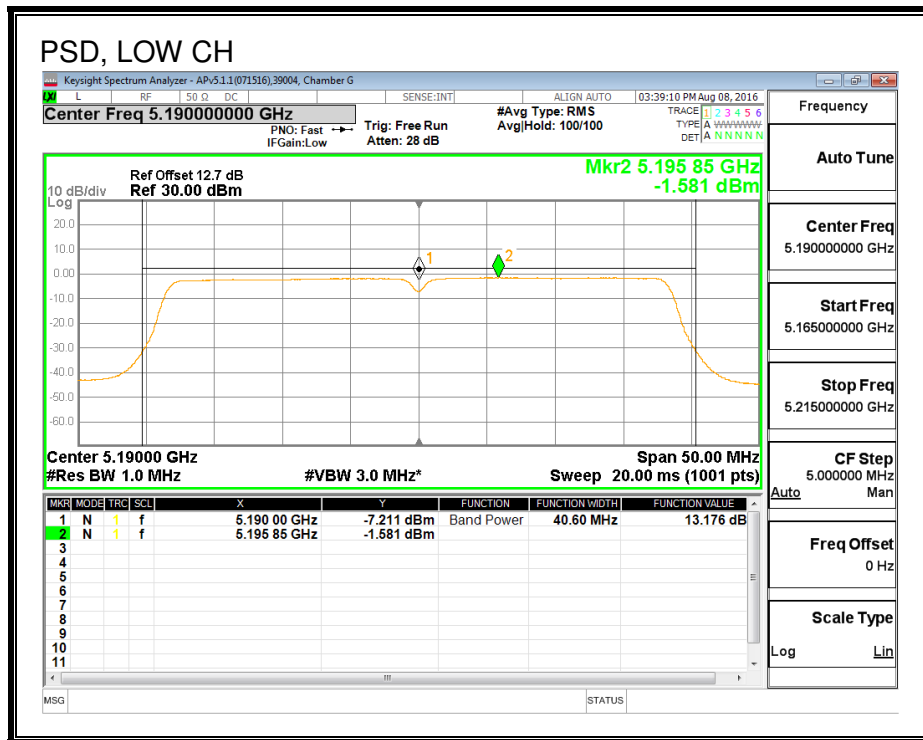 PSD, LOW CH
Keysight Spectrum Analyzer - APv5.1.1(071516),39004, Chamber G
LXI L RF 50 Ω DC SENSE:INT ALIGN AUTO 03:39:10 PM Aug 08, 2016
Center Freq 5.190000000 GHz
PNO: Fast
IFGain:Low
Trig: Free Run
Atten: 28 dB
#Avg Type: RMS
Avg|Hold: 100/100
TRACE 1 2 3 4 5 6
TYPE A WWWWW
DET A N N N N N
Ref Offset 12.7 dB
Ref 30.00 dBm
10 dB/div
Log
Mkr2 5.195 85 GHz
-1.581 dBm
20.0
10.0
0.00
-10.0
-20.0
-30.0
-40.0
-50.0
-60.0
1
2
Center 5.19000 GHz
Span 50.00 MHz
#Res BW 1.0 MHz
#VBW 3.0 MHz*
Sweep 20.00 ms (1001 pts)
MKR MODE TRC SCL X Y FUNCTION FUNCTION WIDTH FUNCTION VALUE
1 N 1 f 5.190 00 GHz -7.211 dBm Band Power 40.60 MHz 13.176 dB
2 N 1 f 5.195 85 GHz -1.581 dBm
3
4
5
6
7
8
9
10
11
MSG
STATUS
Frequency
Auto Tune
Center Freq
5.190000000 GHz
Start Freq
5.165000000 GHz
Stop Freq
5.215000000 GHz
CF Step
5.000000 MHz
Auto Man
Freq Offset
0 Hz
Scale Type
Log Lin